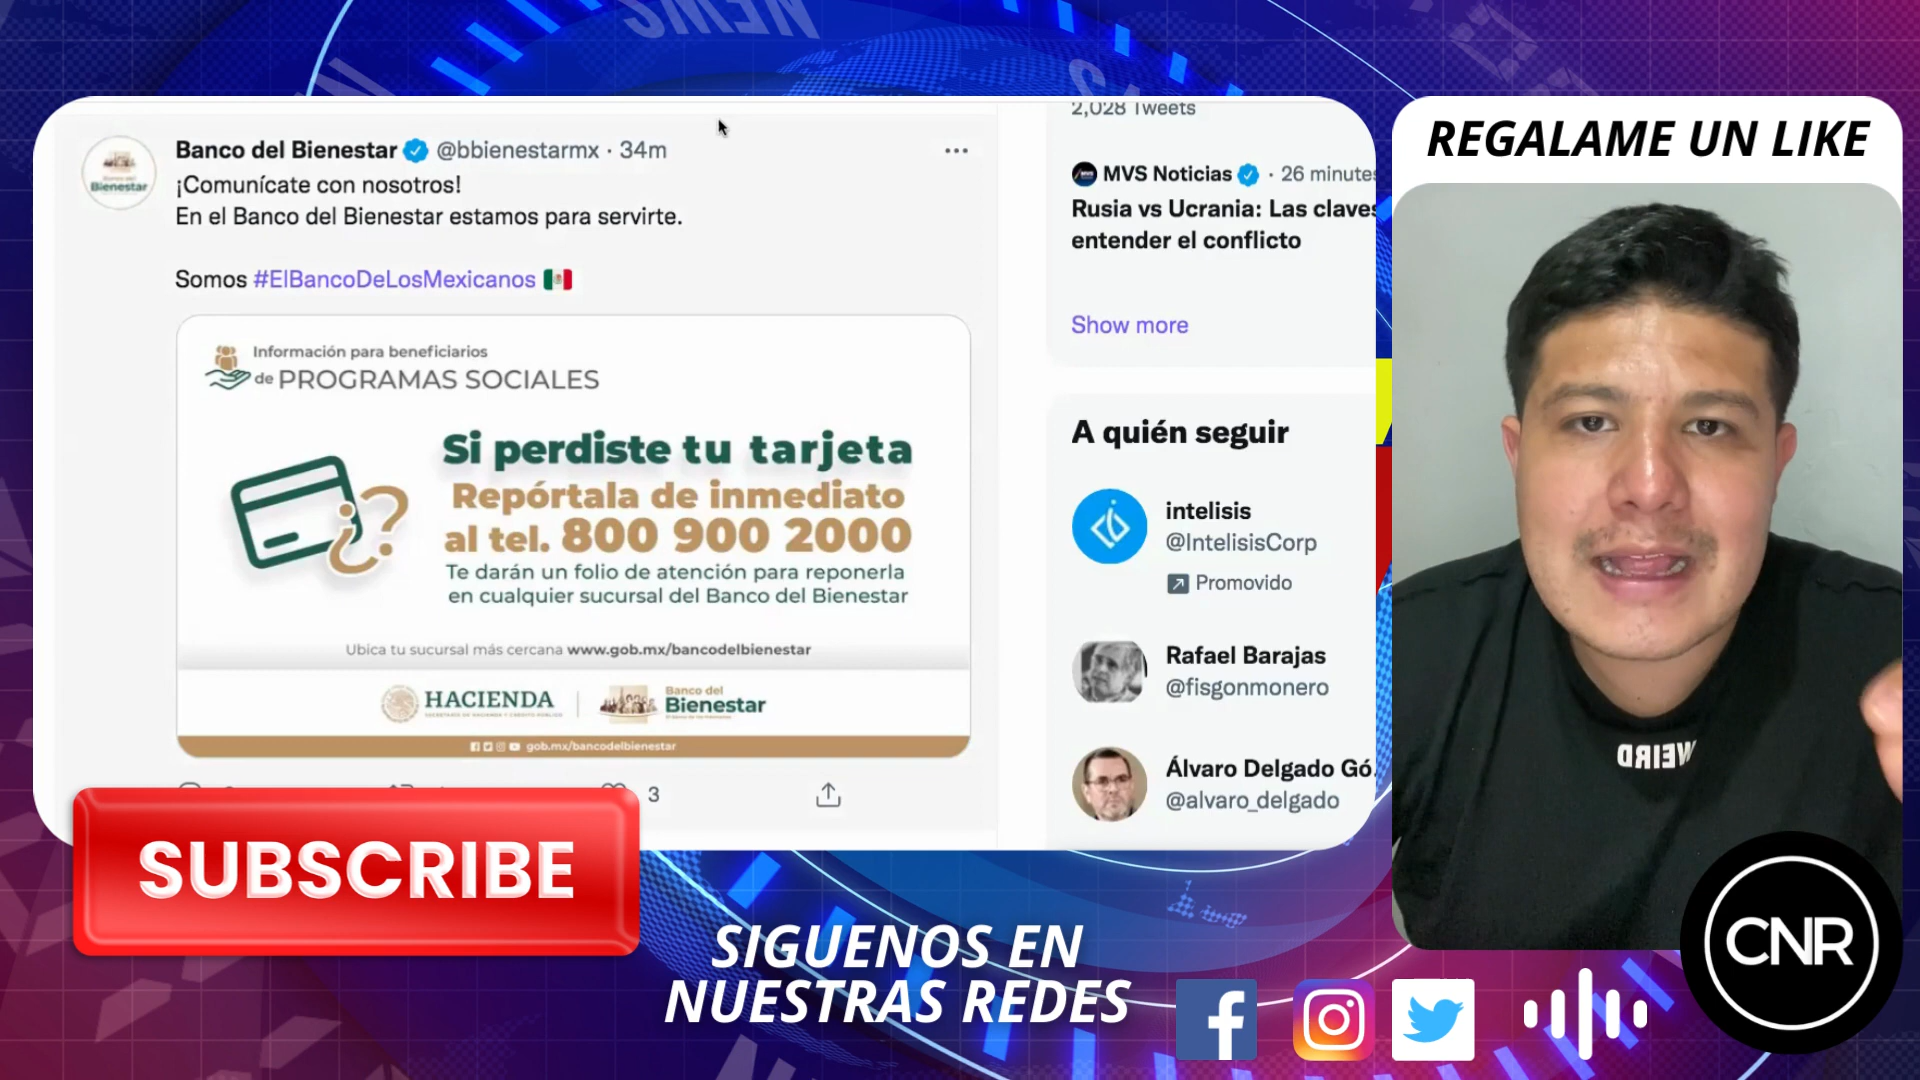 NEWS
2,028 Tweets
Banco del Bienestar @bbienestarmx · 34m
¡Comunícate con nosotros!
En el Banco del Bienestar estamos para servirte.
Somos #ElBancoDeLosMexicanos
Bienestar
Información para beneficiarios
de PROGRAMAS SOCIALES
Si perdiste tu tarjeta
Repórtala de inmediato
al tel. 800 900 2000
Te darán un folio de atención para reponerla
en cualquier sucursal del Banco del Bienestar
Ubica tu sucursal más cercana www.gob.mx/bancodelbienestar
HACIENDA
Banco del
Bienestar
gob.mx/bancodelbienestar
3
MVS Noticias · 26 minutes
Rusia vs Ucrania: Las claves
entender el conflicto
Show more
A quién seguir
intelisis
@IntelisisCorp
Promovido
Rafael Barajas
@fisgonmonero
Álvaro Delgado Gó.
@alvaro_delgado
REGALAME UN LIKE
WEIRD
SUBSCRIBE
SIGUENOS EN
NUESTRAS REDES
CNR